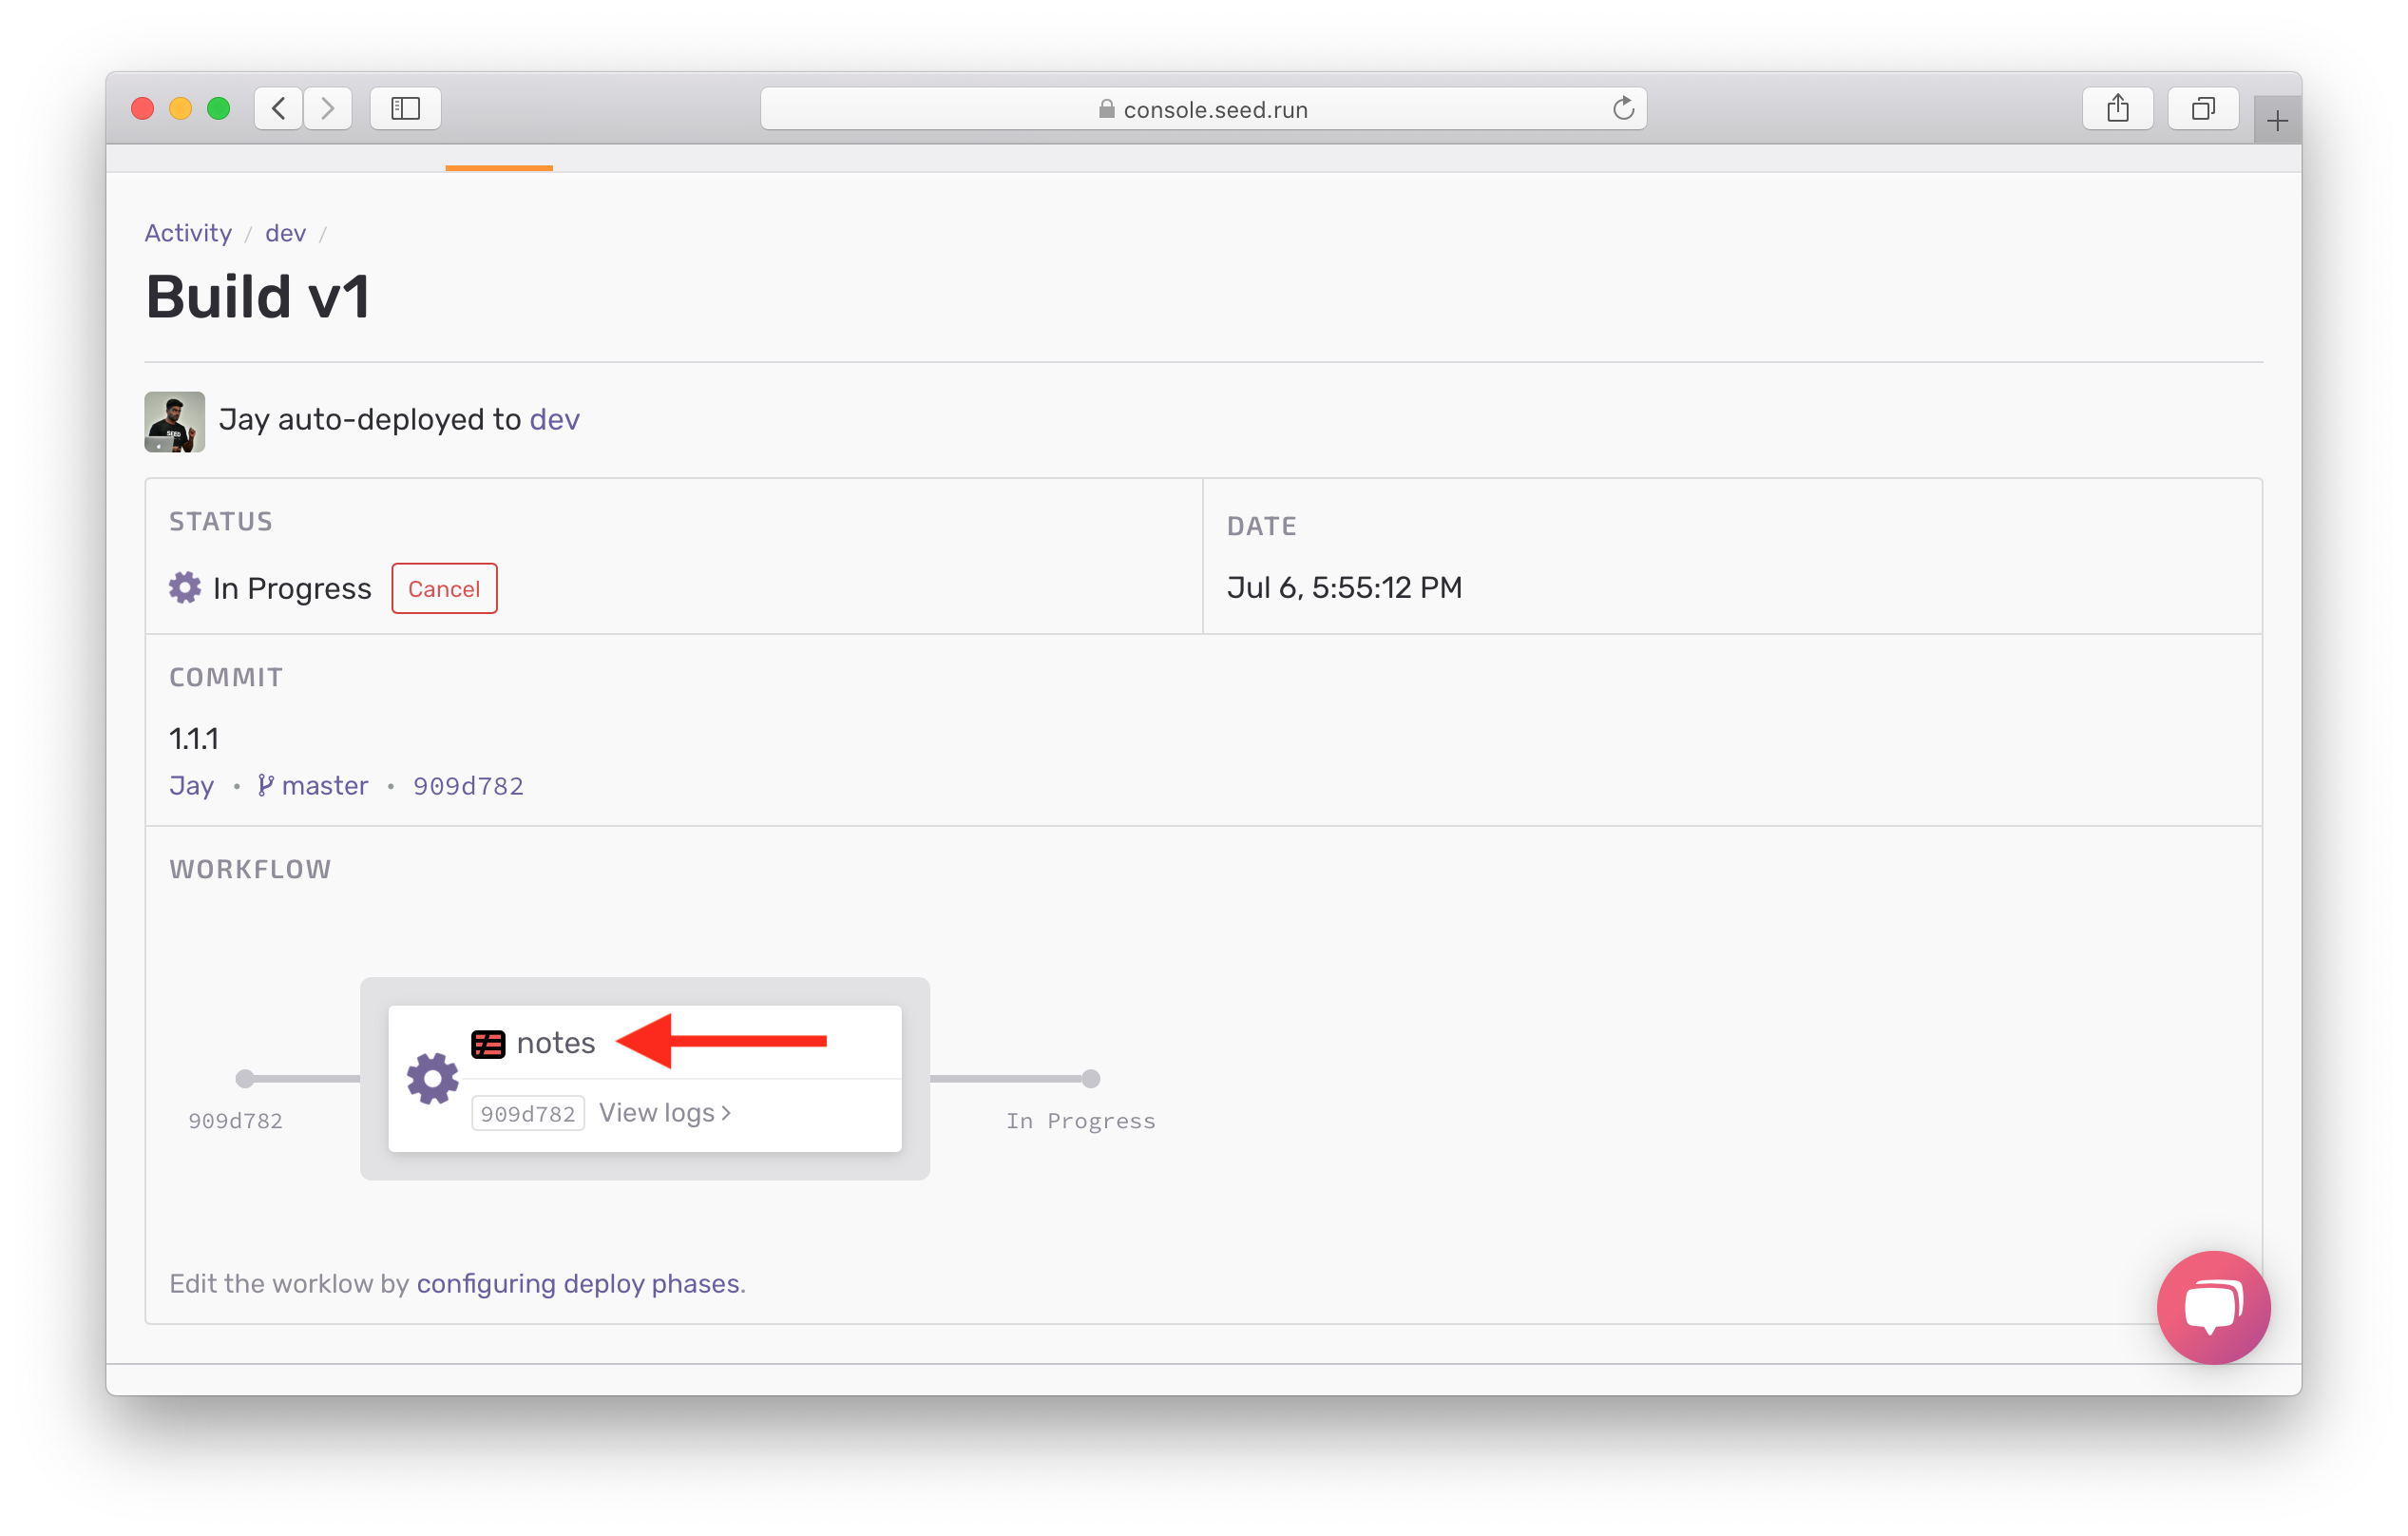 console.seed.run
Activity / dev /
Build v1
Jay auto-deployed to dev
STATUS
In Progress Cancel
DATE
Jul 6, 5:55:12 PM
COMMIT
1.1.1
Jay • master • 909d782
WORKFLOW
notes
909d782 View logs >
909d782
In Progress
Edit the worklow by configuring deploy phases.